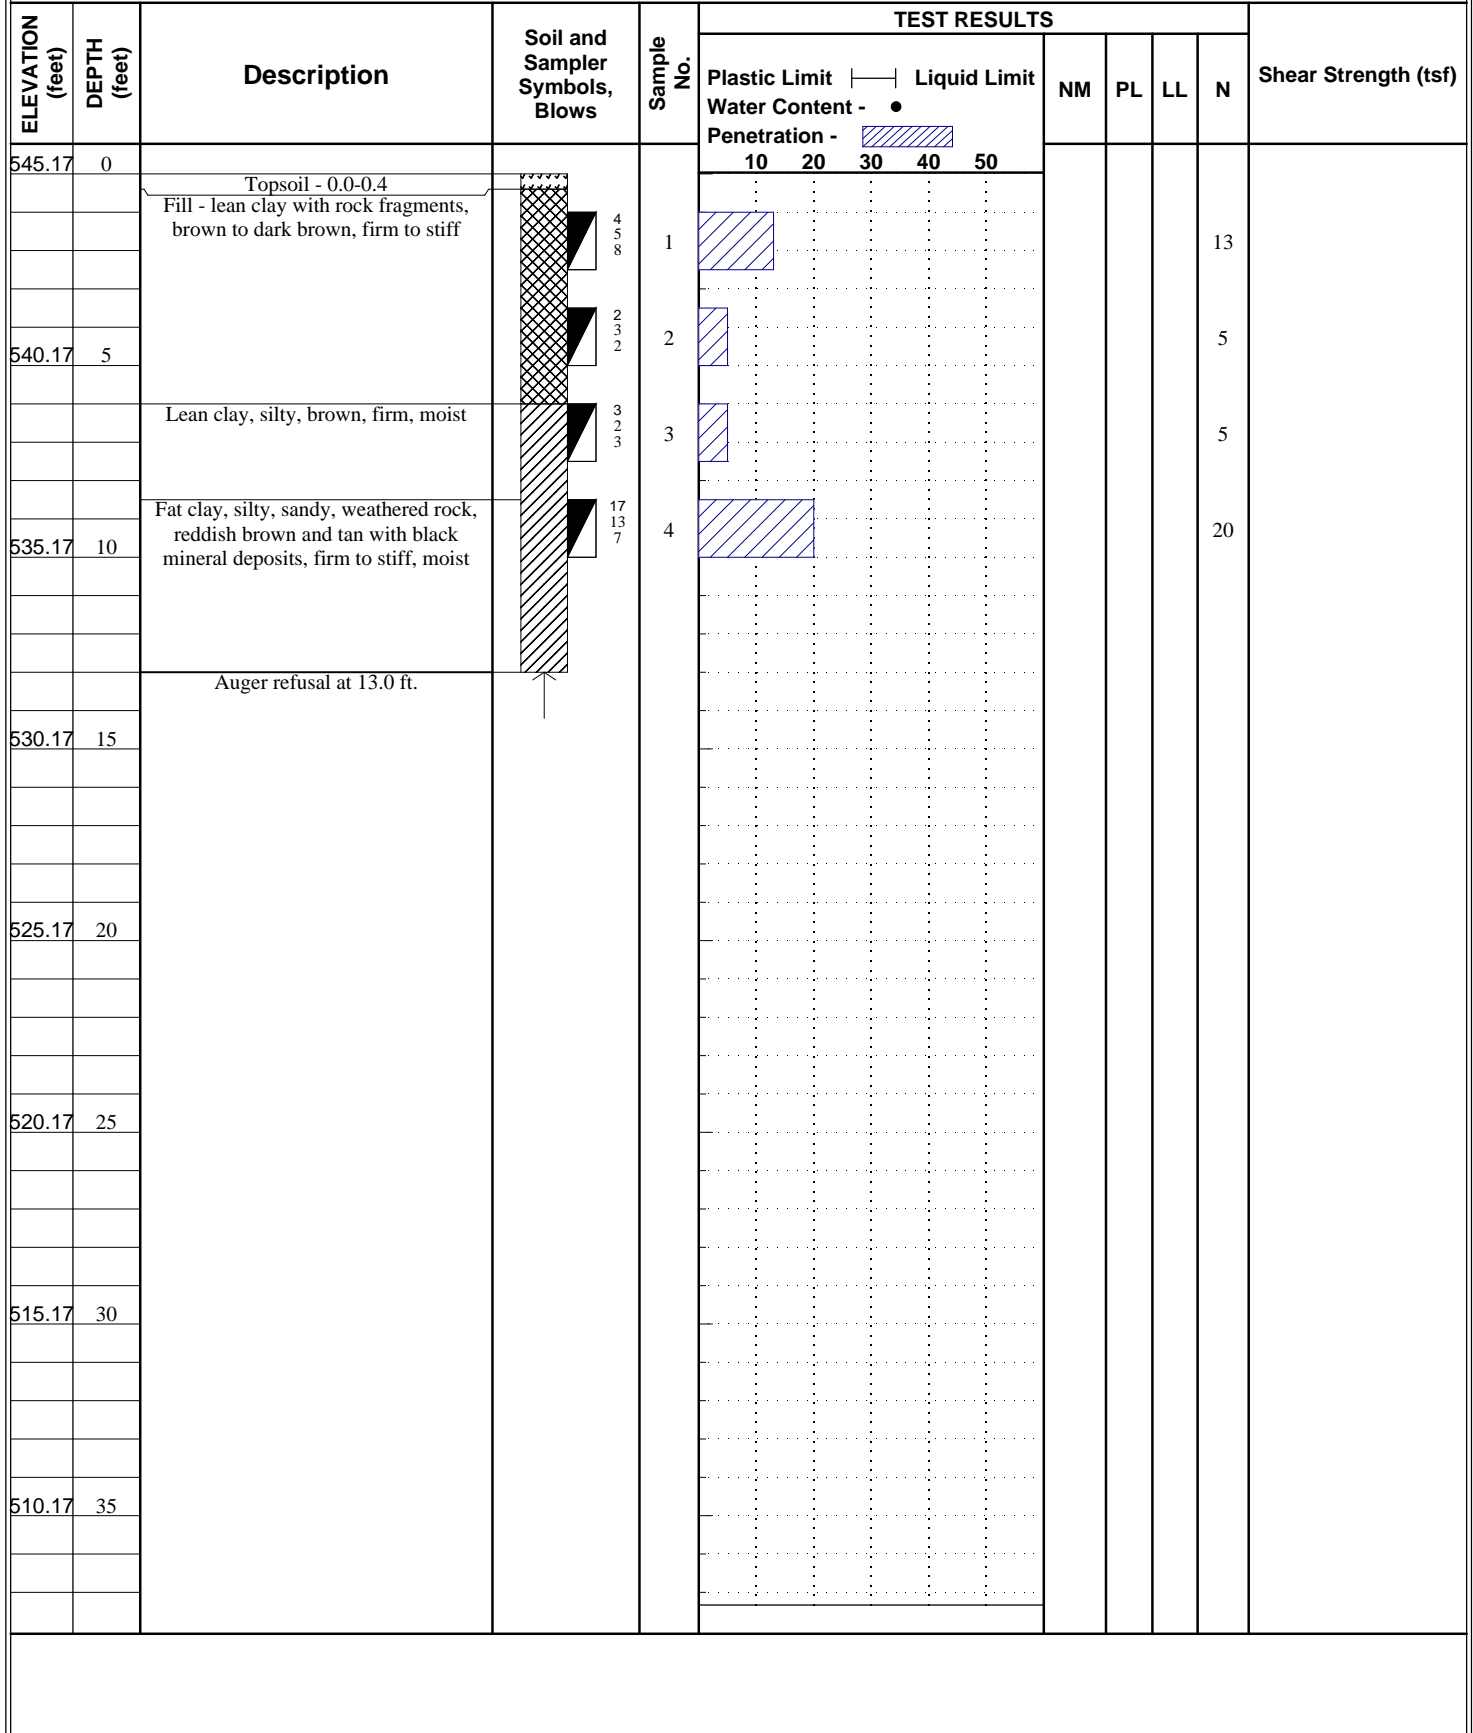 ELEVATION
(feet)
DEPTH
(feet)
Description
Soil and
Sampler
Symbols,
Blows
Sample
No.
TEST RESULTS
Plastic Limit Liquid Limit
Water Content -
Penetration -
10 20 30 40 50
NM PL LL N
Shear Strength (tsf)
545.17 0
Topsoil - 0.0-0.4
Fill - lean clay with rock fragments,
brown to dark brown, firm to stiff
4
5
8
1
13
2
3
2
2
5
540.17 5
Lean clay, silty, brown, firm, moist
3
2
3
3
5
Fat clay, silty, sandy, weathered rock,
reddish brown and tan with black
mineral deposits, firm to stiff, moist
17
13
7
4
20
535.17 10
Auger refusal at 13.0 ft.
530.17 15
525.17 20
520.17 25
515.17 30
510.17 35